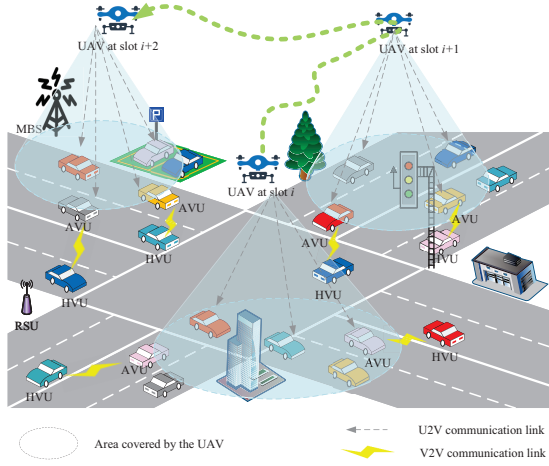 UAV at slot i+2
UAV at slot i+1
MBS
P
UAV at slot i
AVU
HVU
AVU
HVU
AVU
HVU
AVU
HVU
RSU
AVU
HVU
AVU
HVU
Area covered by the UAV
U2V communication link
V2V communication link